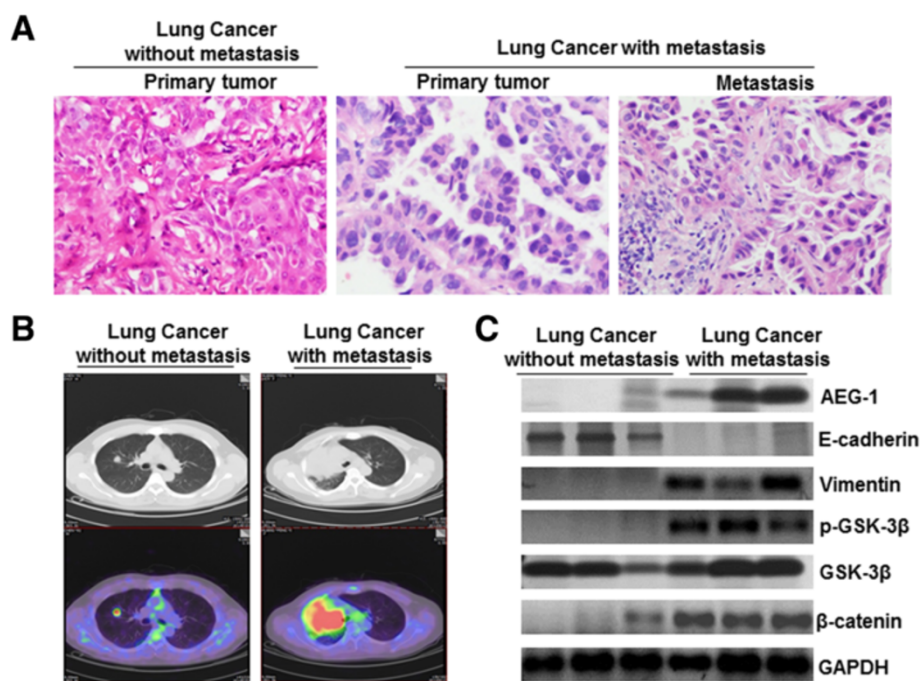 A
Lung Cancer
without metastasis
Primary tumor
Lung Cancer with metastasis
Primary tumor
Metastasis
B
Lung Cancer
without metastasis
Lung Cancer
with metastasis
C
Lung Cancer
without metastasis
Lung Cancer
with metastasis
AEG-1
E-cadherin
Vimentin
p-GSK-3β
GSK-3β
β-catenin
GAPDH